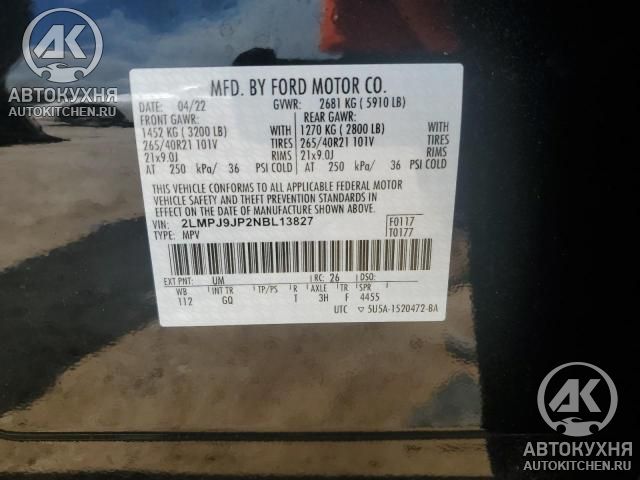 АК
АВТОКУХНЯ
AUTOKITCHEN.RU
MFD. BY FORD MOTOR CO.
DATE: 04/22 GVWR: 2681 KG ( 5910 LB)
FRONT GAWR: REAR GAWR:
1452 KG ( 3200 LB) WITH 1270 KG ( 2800 LB) WITH
265/40R21 101V TIRES 265/40R21 101V TIRES
21x9.0J RIMS 21x9.0J RIMS
AT 250 kPa/ 36 PSI COLD AT 250 kPa/ 36 PSI COLD
THIS VEHICLE CONFORMS TO ALL APPLICABLE FEDERAL MOTOR
VEHICLE SAFETY AND THEFT PREVENTION STANDARDS IN
EFFECT ON THE DATE OF MANUFACTURE SHOWN ABOVE.
VIN: 2LMPJ9JP2NBL13827 F0117
TYPE: MPV T0177
EXT PNT: UM RC: 26 DSO:
WB INT TR TP/PS R AXLE TR SPR
112 GQ 1 3H F 4455
UTC ▽ 5U5A-1520472-BA
АК
АВТОКУХНЯ
AUTOKITCHEN.RU